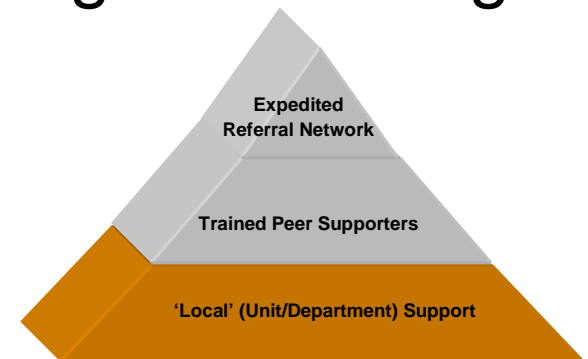 Expedited
Referral Network
Trained Peer Supporters
‘Local’ (Unit/Department) Support